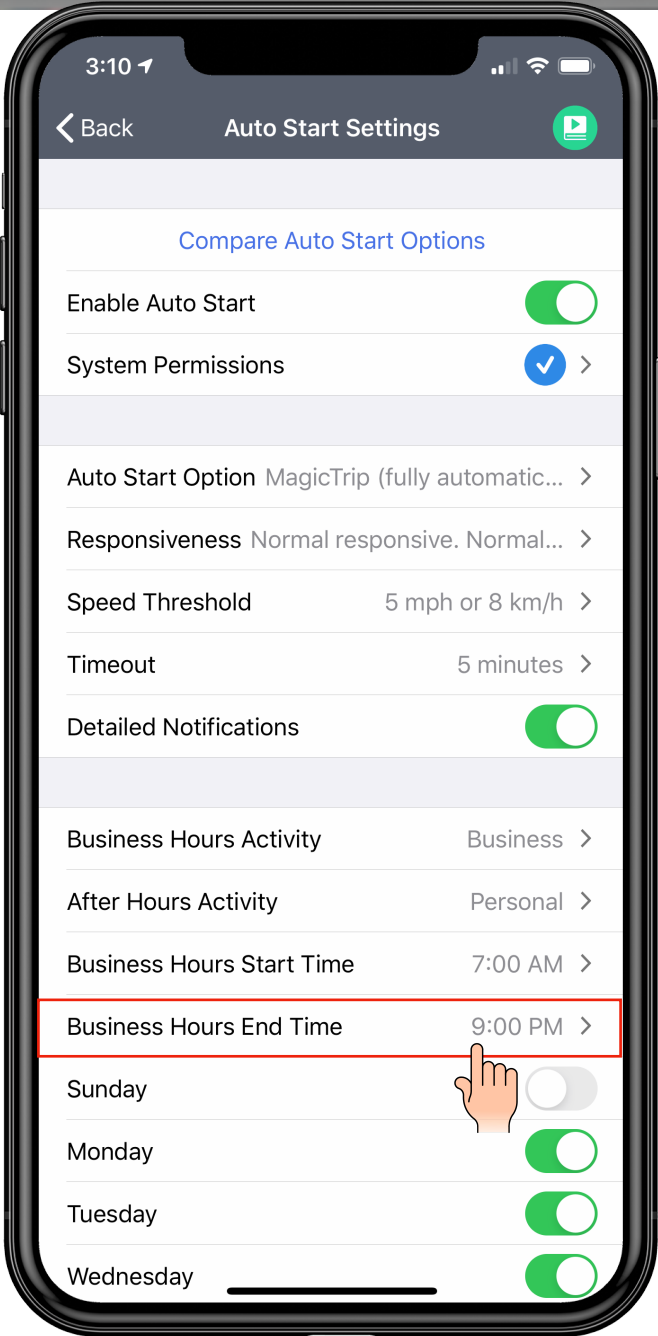 3:10
Back
Auto Start Settings
Compare Auto Start Options
Enable Auto Start
System Permissions
Auto Start Option MagicTrip (fully automatic...
Responsiveness Normal responsive. Normal...
Speed Threshold 5 mph or 8 km/h
Timeout 5 minutes
Detailed Notifications
Business Hours Activity Business
After Hours Activity Personal
Business Hours Start Time 7:00 AM
Business Hours End Time 9:00 PM
Sunday
Monday
Tuesday
Wednesday